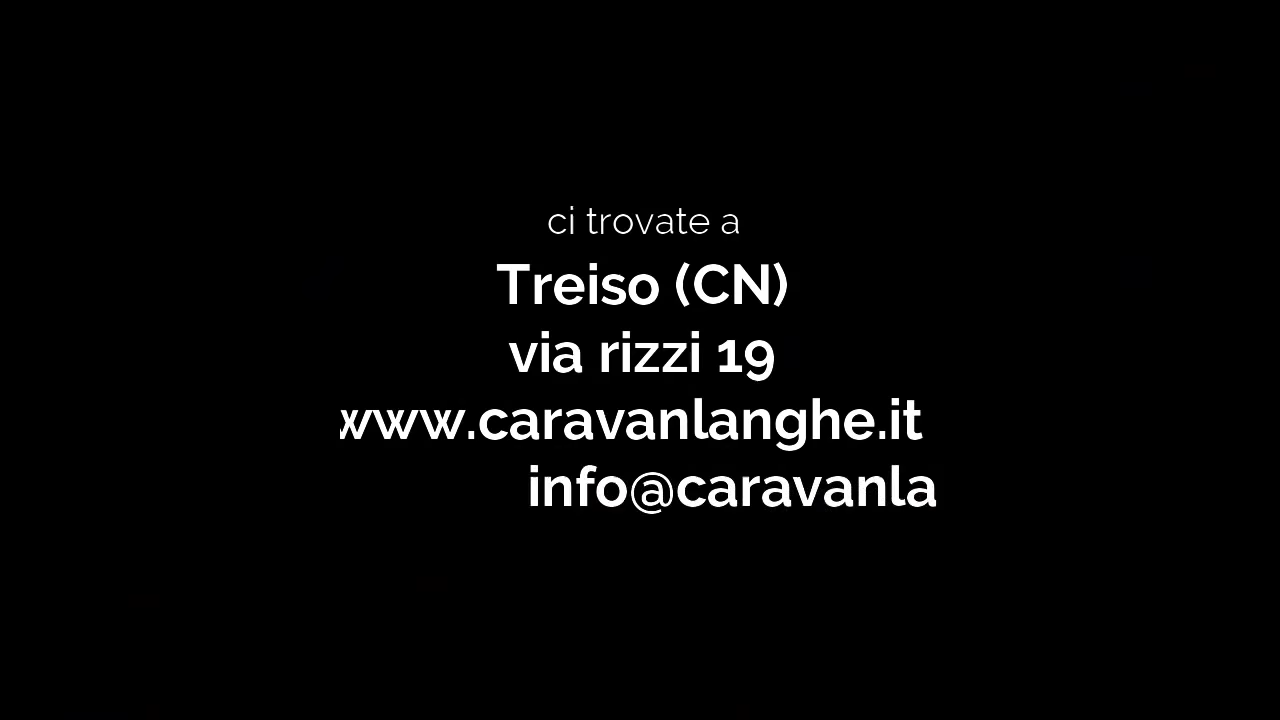 ci trovate a
Treiso (CN)
via rizzi 19
www.caravanlanghe.it
info@caravanla